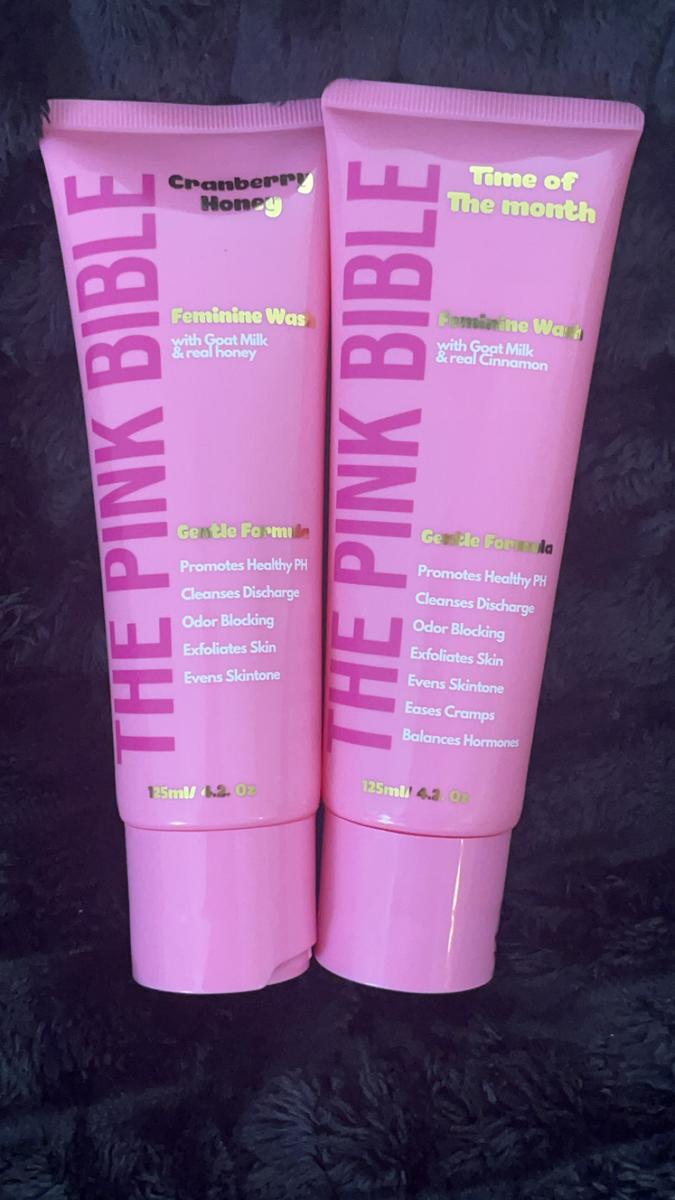 THE PINK BIBLE
Cranberry
Honey
Feminine Wash
with Goat Milk
& real honey
Gentle Formula
Promotes Healthy PH
Cleanses Discharge
Odor Blocking
Exfoliates Skin
Evens Skintone
125ml/ 4.2. Oz
THE PINK BIBLE
Time of
The month
Feminine Wash
with Goat Milk
& real Cinnamon
Gentle Formula
Promotes Healthy PH
Cleanses Discharge
Odor Blocking
Exfoliates Skin
Evens Skintone
Eases Cramps
Balances Hormones
125ml/ 4.2. Oz